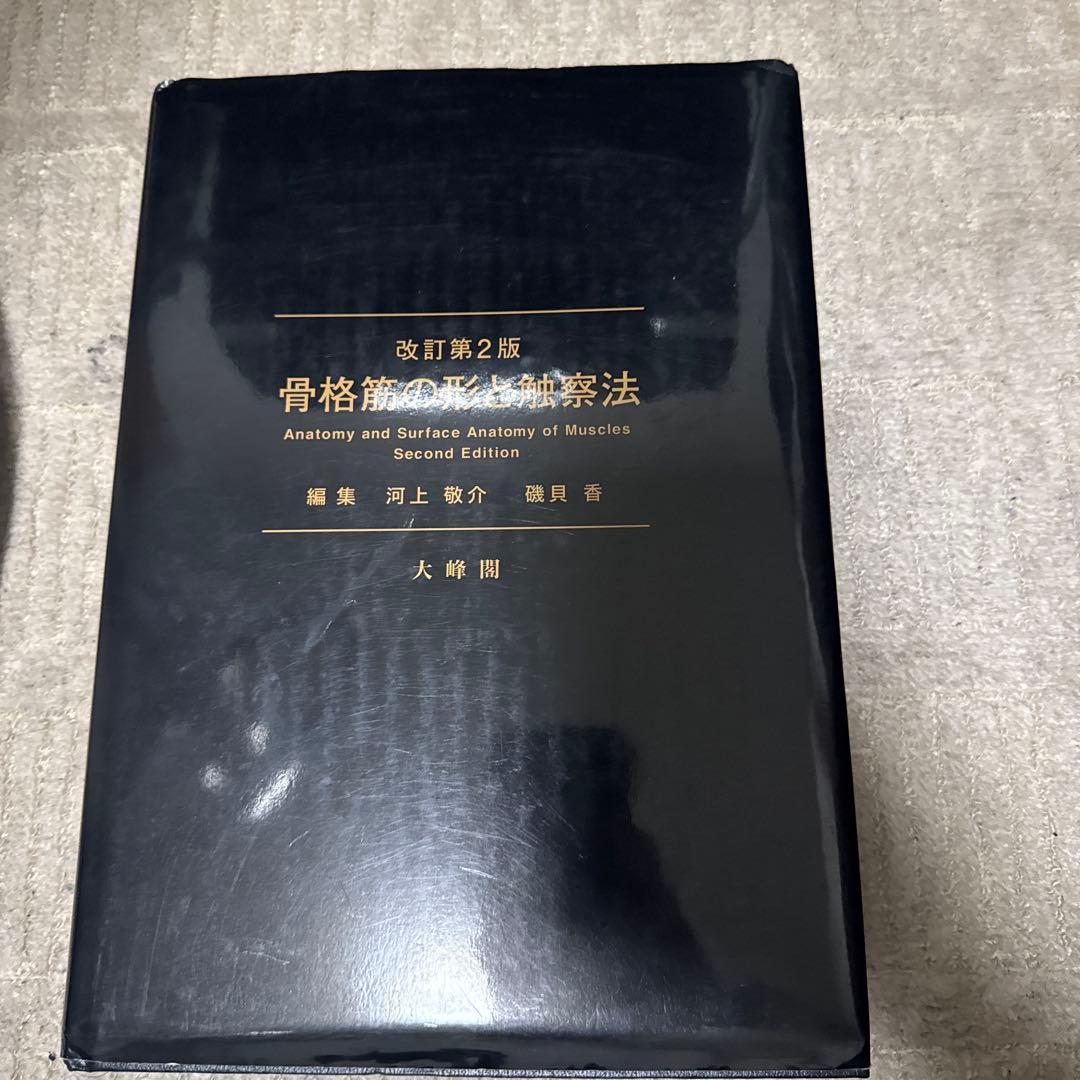 改訂第2版
骨格筋の形と触察法
Anatomy and Surface Anatomy of Muscles
Second Edition
編集 河上 敬介 磯貝 香
大峰閣